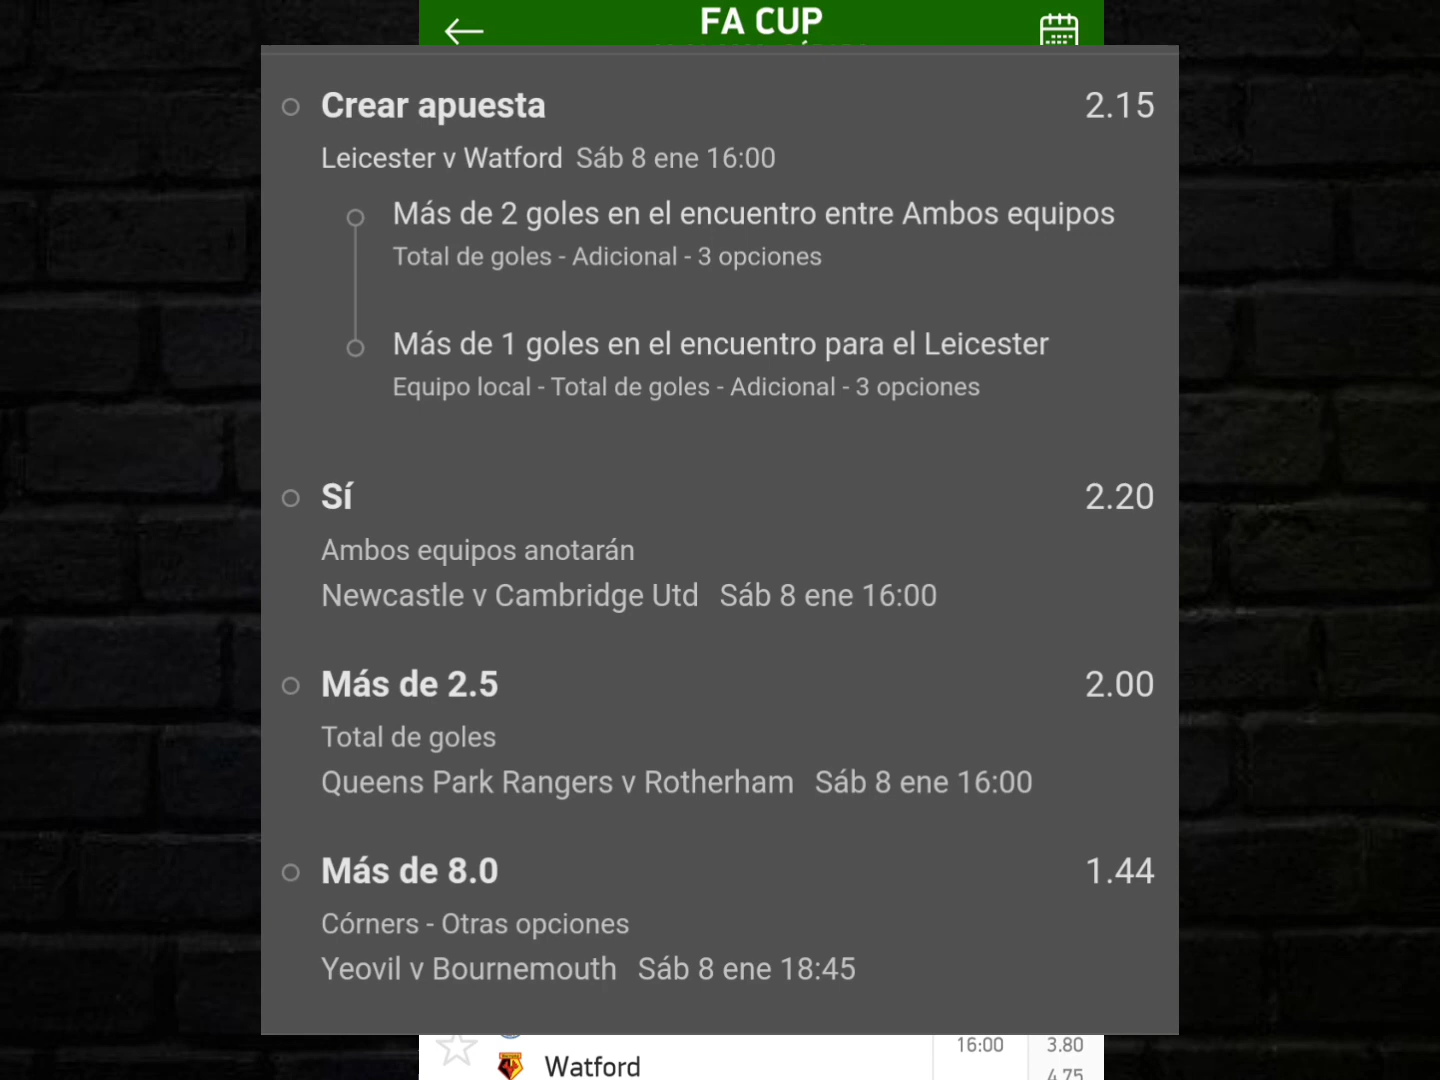 FA CUP
Crear apuesta 2.15
Leicester v Watford Sáb 8 ene 16:00
Más de 2 goles en el encuentro entre Ambos equipos
Total de goles - Adicional - 3 opciones
Más de 1 goles en el encuentro para el Leicester
Equipo local - Total de goles - Adicional - 3 opciones
Sí 2.20
Ambos equipos anotarán
Newcastle v Cambridge Utd Sáb 8 ene 16:00
Más de 2.5 2.00
Total de goles
Queens Park Rangers v Rotherham Sáb 8 ene 16:00
Más de 8.0 1.44
Córners - Otras opciones
Yeovil v Bournemouth Sáb 8 ene 18:45
16:00 3.80
Watford
4.75